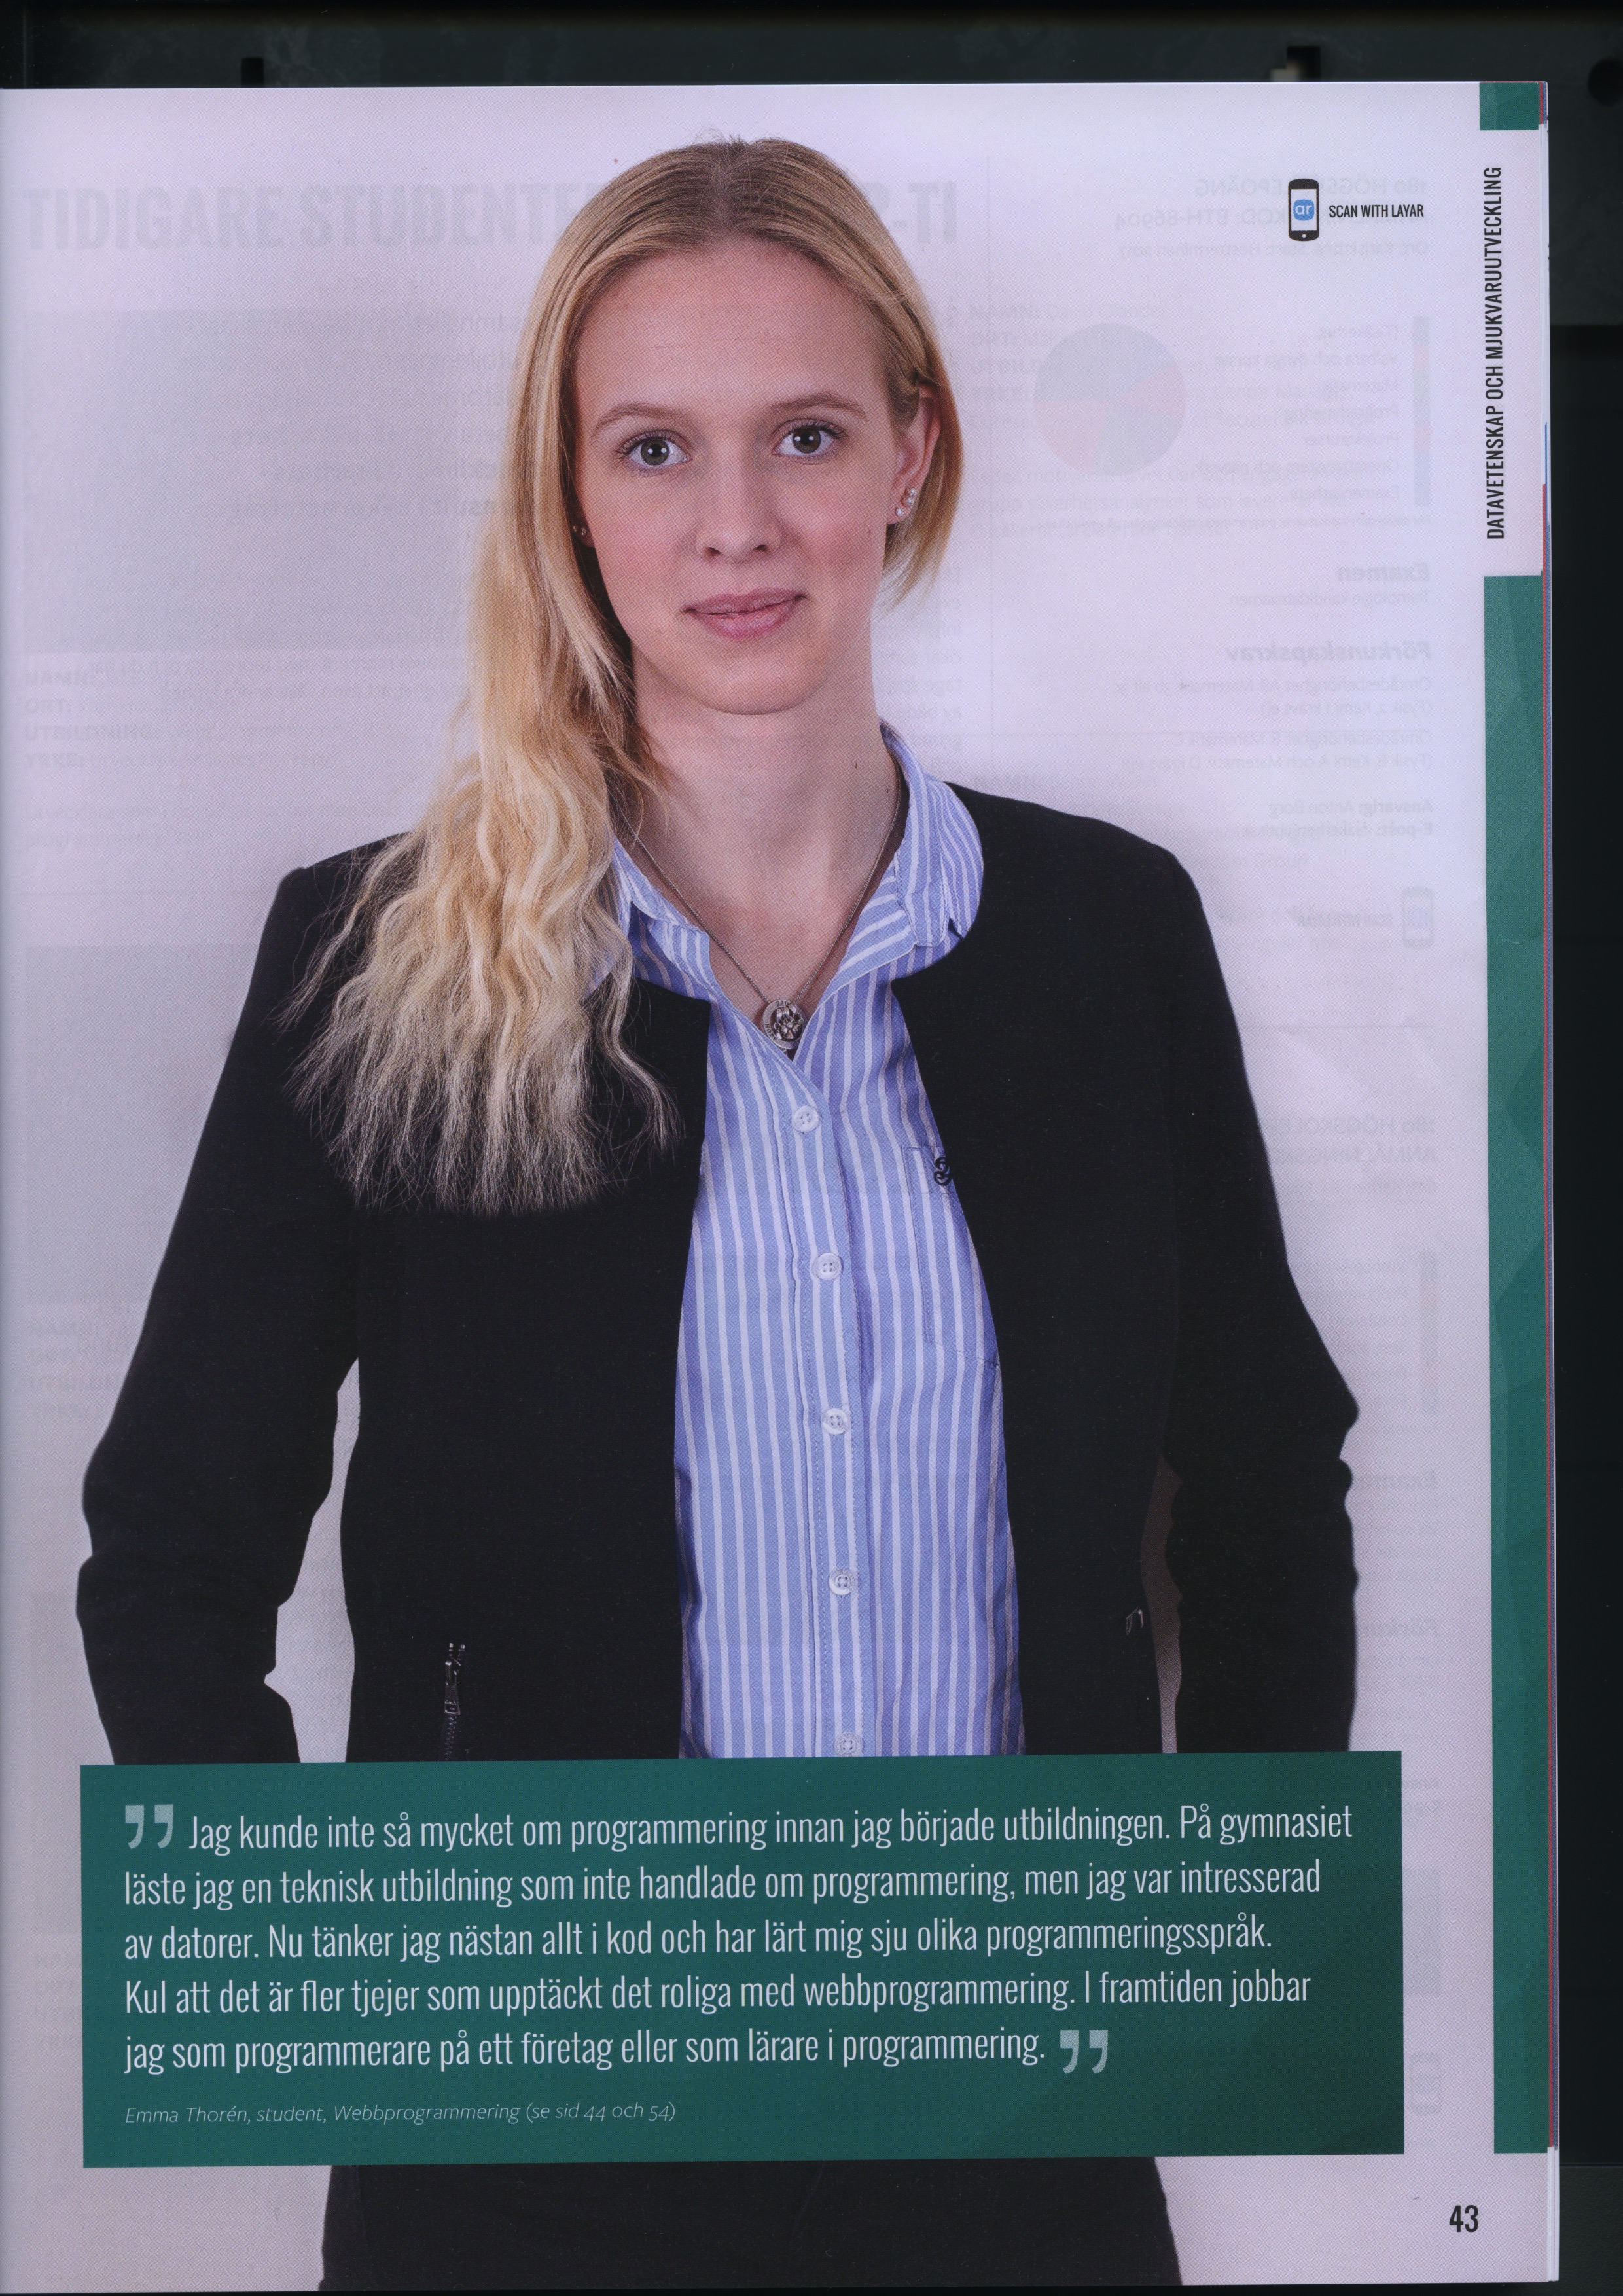 ar SCAN WITH LAYAR
DATAVETENSKAP OCH MJUKVARUUTVECKLING
TIDIGARE STUDENTE
Jag kunde inte så mycket om programmering innan jag började utbildningen. På gymnasiet
läste jag en teknisk utbildning som inte handlade om programmering, men jag var intresserad
av datorer. Nu tänker jag nästan allt i kod och har lärt mig sju olika programmeringsspråk.
Kul att det är fler tjejer som upptäckt det roliga med webbprogrammering. I framtiden jobbar
jag som programmerare på ett företag eller som lärare i programmering. ”
Emma Thorén, student, Webbprogrammering (se sid 44 och 54)
43